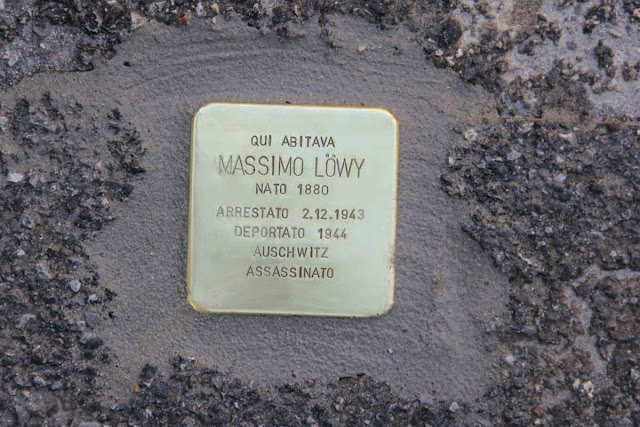 QUI ABITAVA
MASSIMO LÖWY
NATO 1880
ARRESTATO 2.12.1943
DEPORTATO 1944
AUSCHWITZ
ASSASSINATO